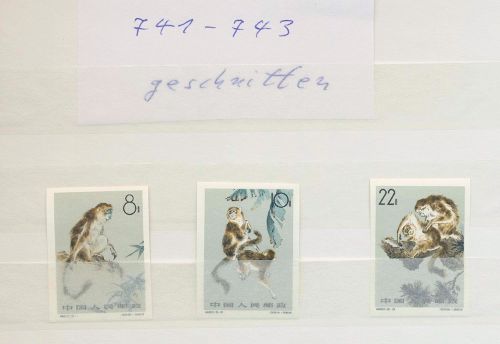 741 - 743
geschnitten
8分
10分
22分
中国人民邮政
中国人民邮政
中国人民邮政